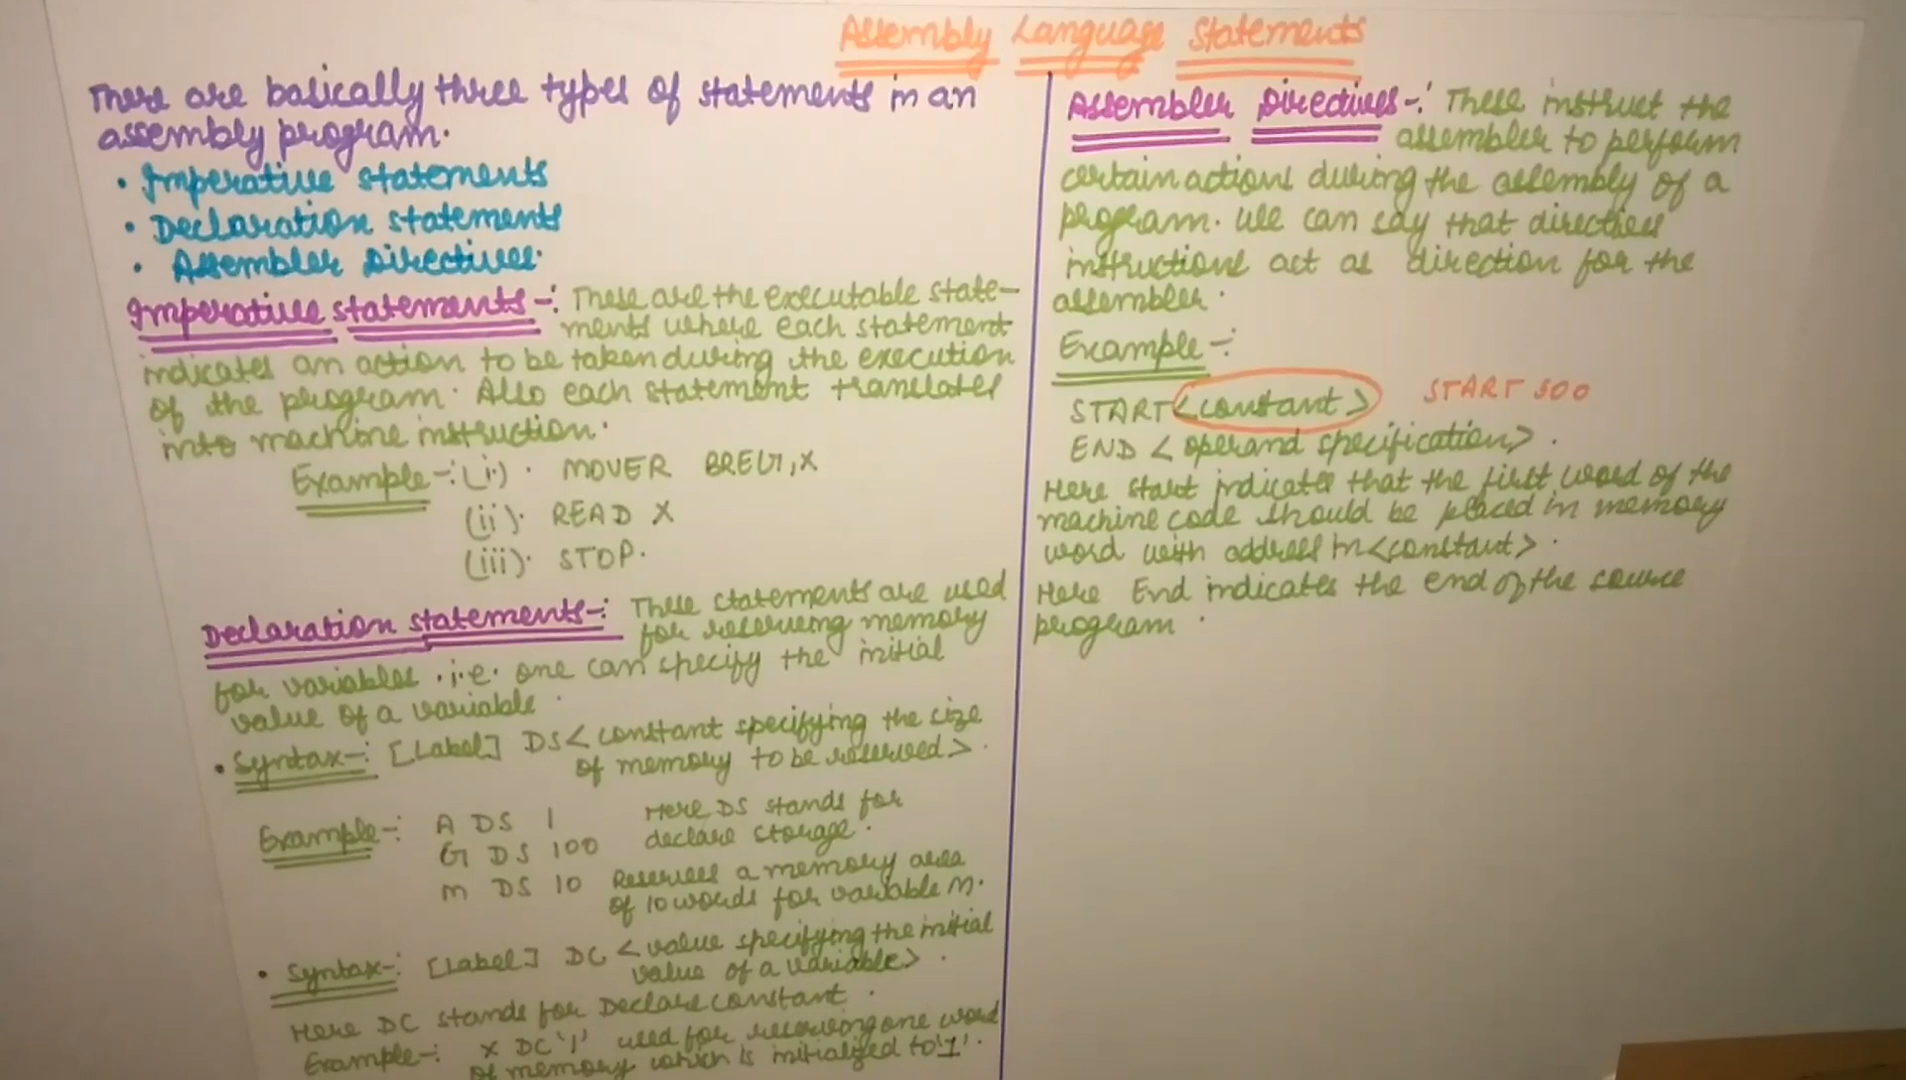 Assembly Language Statements
There are basically three types of statements in an
assembly program.
• Imperative statements
• Declaration statements
• Assembler Directives.
Imperative statements-: These are the executable state-
ments where each statement
indicates an action to be taken during the execution
of the program. Also each statement translates
into machine instruction.
Example-: (i). MOVER BREG,X
(ii). READ X
(iii). STOP.
Declaration statements-: These statements are used
for reserving memory
for variables .i.e. one can specify the initial
value of a variable.
• Syntax-: [Label] DS < constant specifying the size
of memory to be reserved>.
Example-: A DS 1 Here DS stands for
declare storage.
G DS 100
M DS 10 Reserves a memory area
of 10 words for variable M.
• Syntax-: [Label] DC < value specifying the initial
value of a variable> .
Here DC stands for Declare constant .
Example-: X DC '1' used for reserving one word
of memory which is initialized to '1'.
Assembler Directives-: These instruct the
assembler to perform
certain actions during the assembly of a
program. We can say that directives
instructions act as direction for the
assembler.
Example-:
START <constant> START 500
END < operand specification> .
Here start indicates that the first word of the
machine code should be placed in memory
word with address in <constant> .
Here End indicates the end of the source
program .